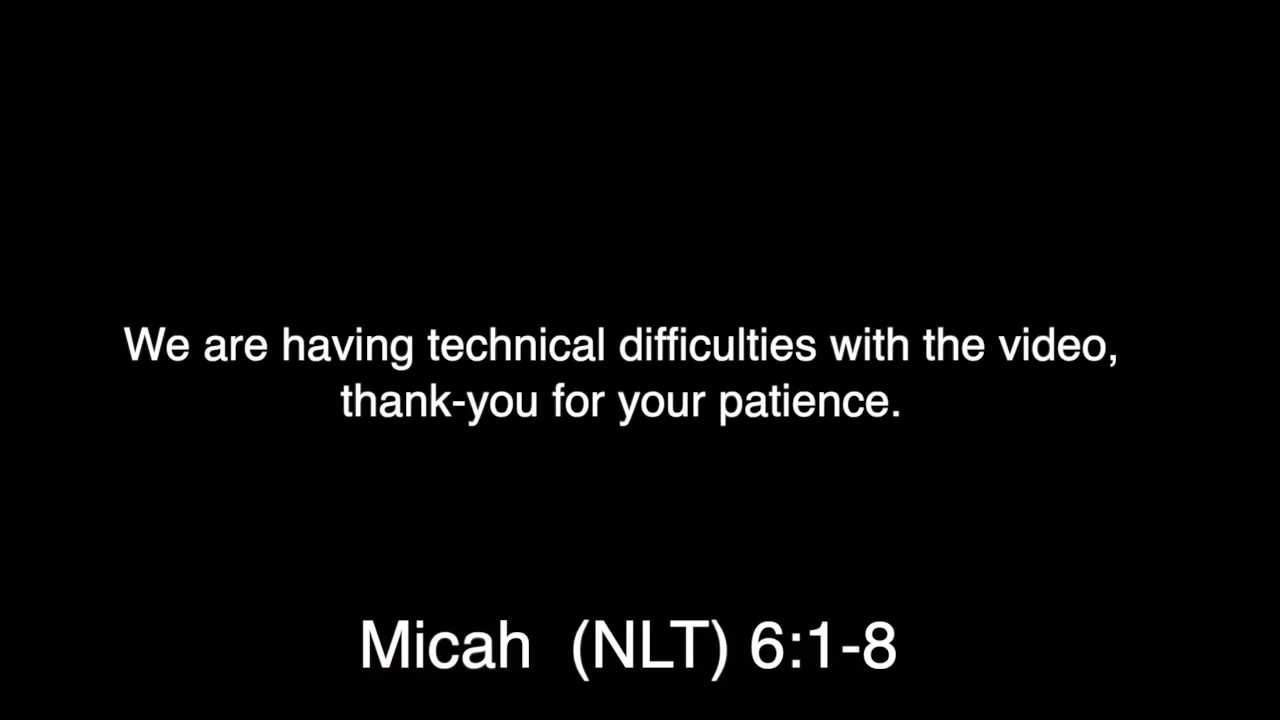 We are having technical difficulties with the video,
thank-you for your patience.
Micah  (NLT) 6:1-8